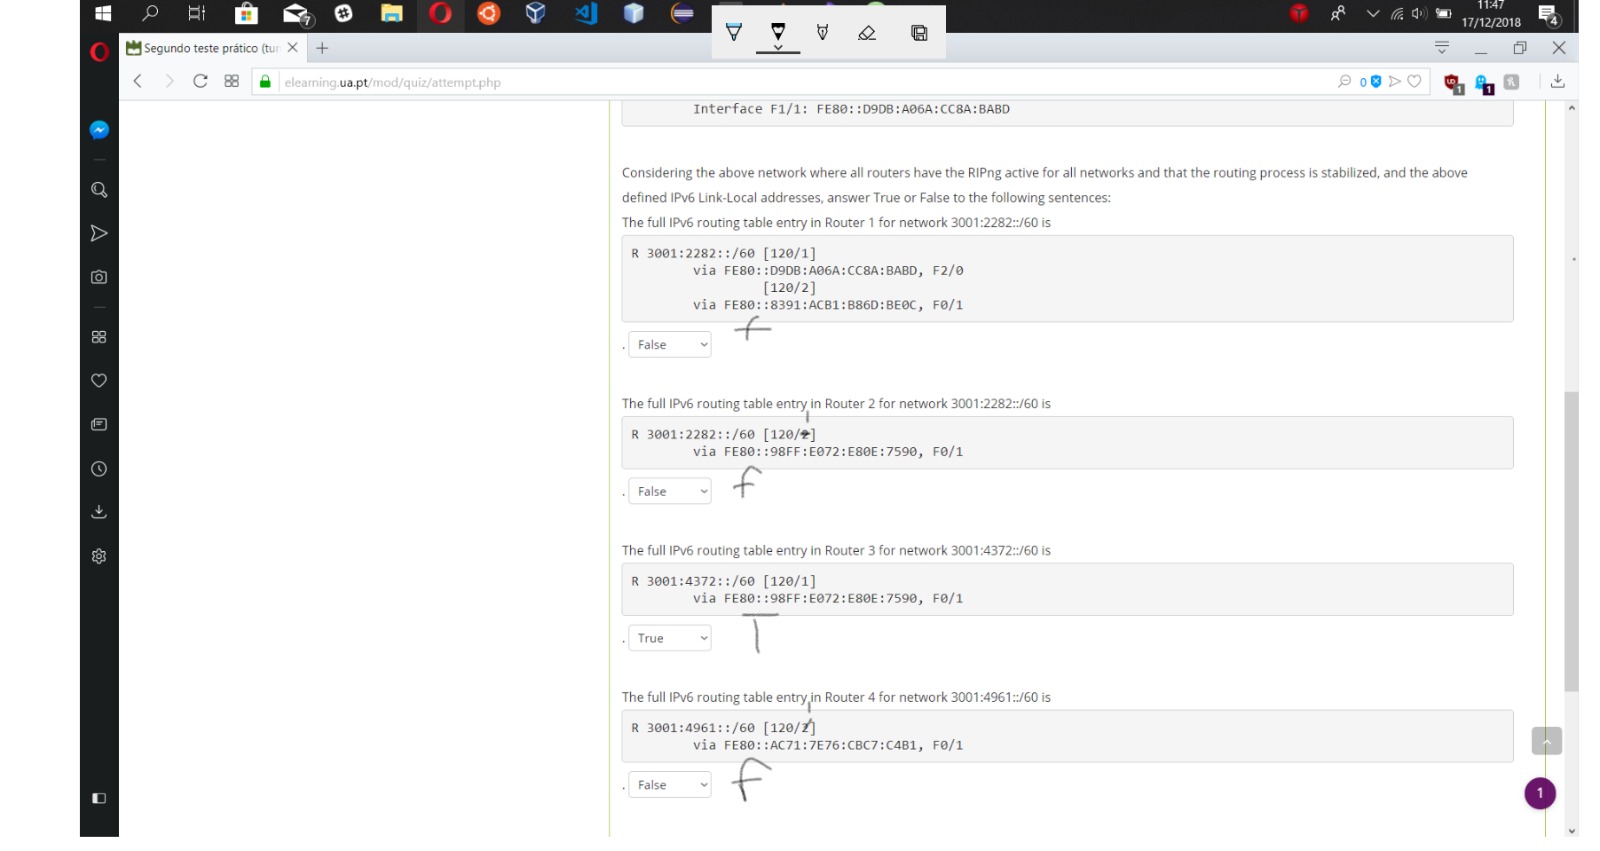 11:47
17/12/2018
7
4
Segundo teste prático (tur
elearning.ua.pt/mod/quiz/attempt.php
0
1
1
Interface F1/1: FE80::D9DB:A06A:CC8A:BABD
Considering the above network where all routers have the RIPng active for all networks and that the routing process is stabilized, and the above
defined IPv6 Link-Local addresses, answer True or False to the following sentences:
The full IPv6 routing table entry in Router 1 for network 3001:2282::/60 is
R 3001:2282::/60 [120/1]
via FE80::D9DB:A06A:CC8A:BABD, F2/0
[120/2]
via FE80::8391:ACB1:B86D:BE0C, F0/1
f
. False
The full IPv6 routing table entry in Router 2 for network 3001:2282::/60 is
1
R 3001:2282::/60 [120/2]
via FE80::98FF:E072:E80E:7590, F0/1
. False f
The full IPv6 routing table entry in Router 3 for network 3001:4372::/60 is
R 3001:4372::/60 [120/1]
via FE80::98FF:E072:E80E:7590, F0/1
. True T
The full IPv6 routing table entry in Router 4 for network 3001:4961::/60 is
1
R 3001:4961::/60 [120/2]
via FE80::AC71:7E76:CBC7:C4B1, F0/1
. False f
1